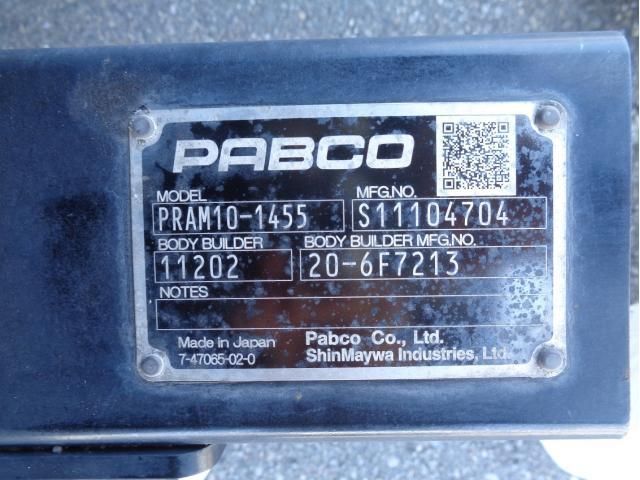 PABCO
MODEL MFG.NO.
PRAM10-1455 S11104704
BODY BUILDER BODY BUILDER MFG.NO.
11202 20-6F7213
NOTES
Made in Japan Pabco Co., Ltd.
7-47065-02-0 ShinMaywa Industries, Ltd.